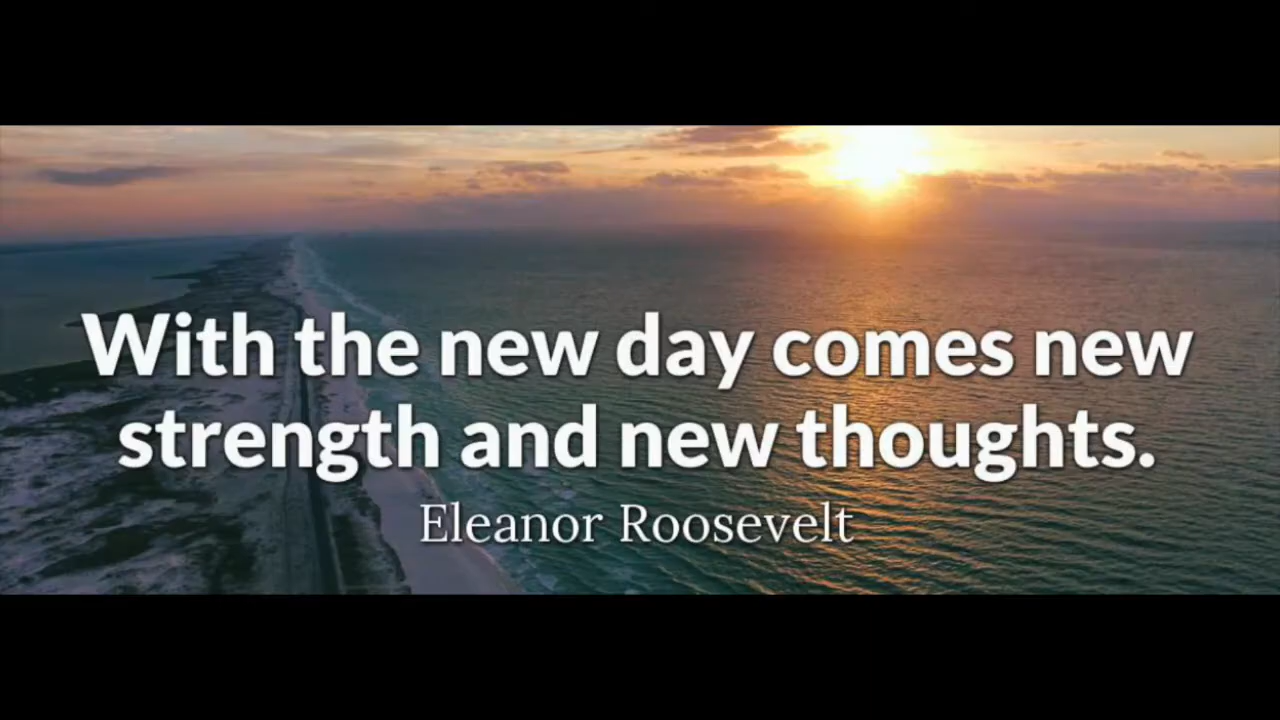 With the new day comes new
strength and new thoughts.
Eleanor Roosevelt